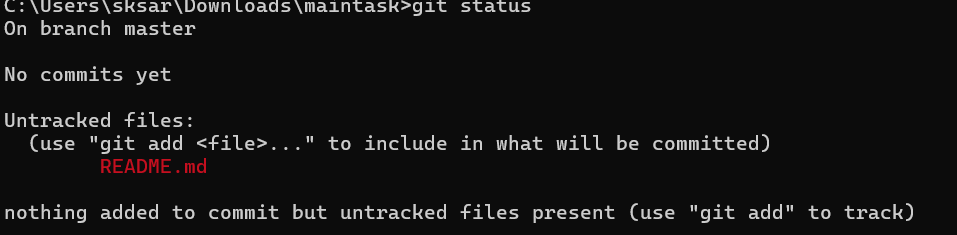 C:\Users\sksar\Downloads\maintask>git status
On branch master
No commits yet
Untracked files:
(use "git add <file>..." to include in what will be committed)
README.md
nothing added to commit but untracked files present (use "git add" to track)